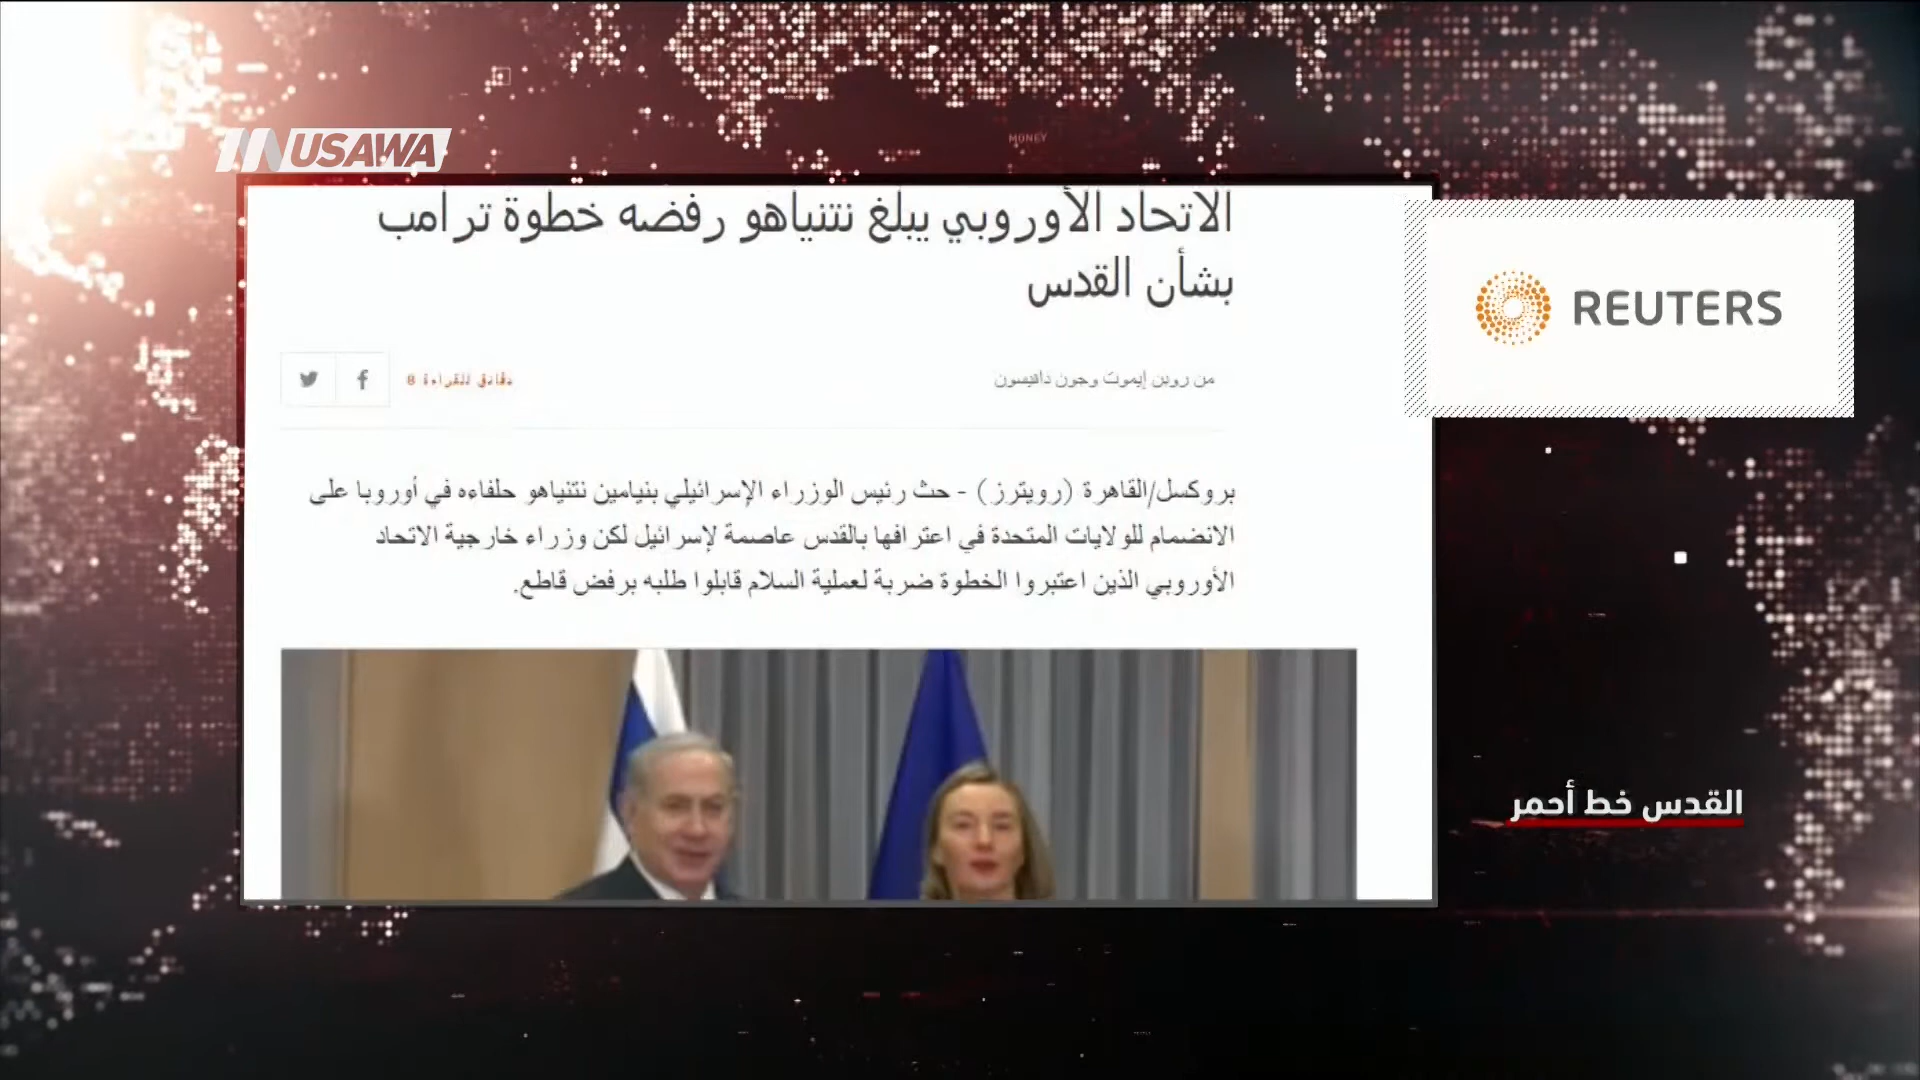 MUSAWA
MONEY
الاتحاد الأوروبي يبلغ نتنياهو رفضه خطوة ترامب
بشأن القدس
REUTERS
من روبن إيموت وجون دافيسون
8 دقائق للقراءة
بروكسل/القاهرة (رويترز) - حث رئيس الوزراء الإسرائيلي بنيامين نتنياهو حلفاءه في أوروبا على
الانضمام للولايات المتحدة في اعترافها بالقدس عاصمة لإسرائيل لكن وزراء خارجية الاتحاد
الأوروبي الذين اعتبروا الخطوة ضربة لعملية السلام قابلوا طلبه برفض قاطع.
القدس خط أحمر